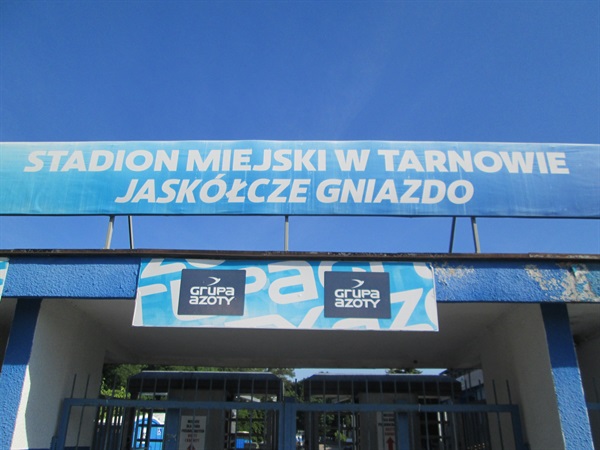 STADION MIEJSKI W TARNOWIE
JASKÓŁCZE GNIAZDO
GRUPA
AZOTY
GRUPA
AZOTY